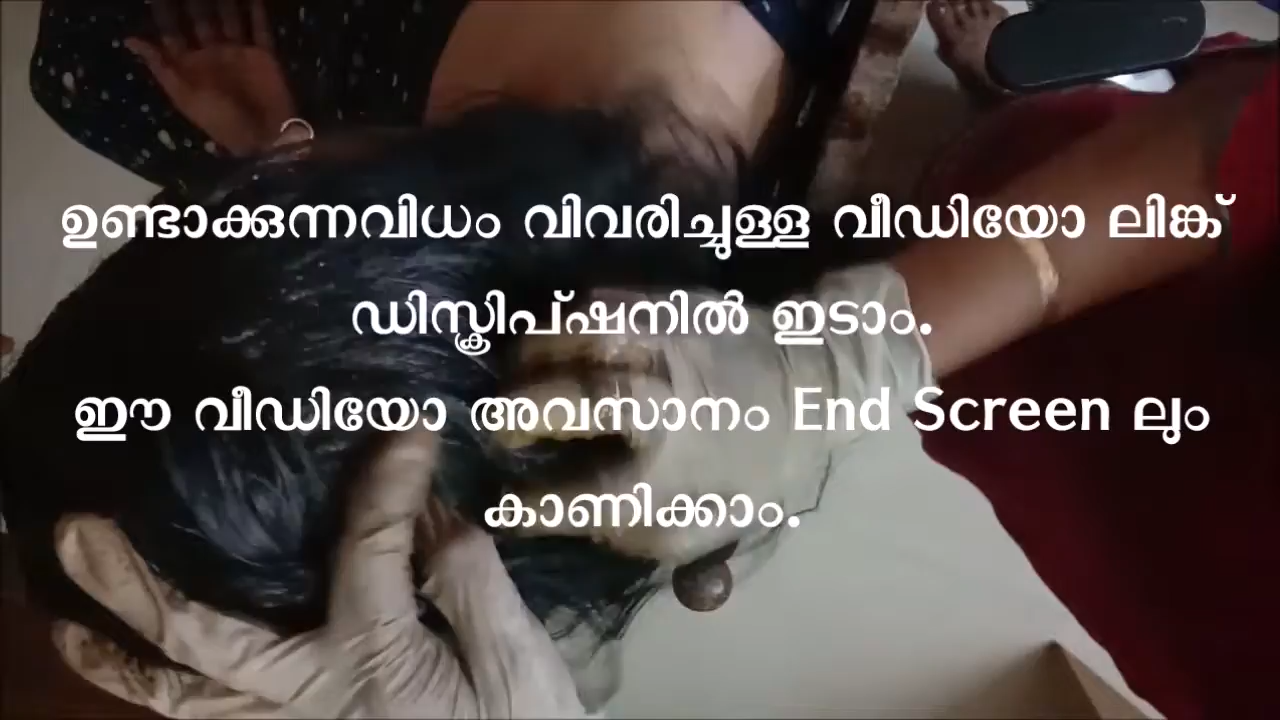 ഉണ്ടാക്കുന്നവിധം വിവരിച്ചുള്ള വീഡിയോ ലിങ്ക്
ഡിസ്ക്രിപ്ഷനിൽ ഇടാം.
ഈ വീഡിയോ അവസാനം End Screen ലും
കാണിക്കാം.